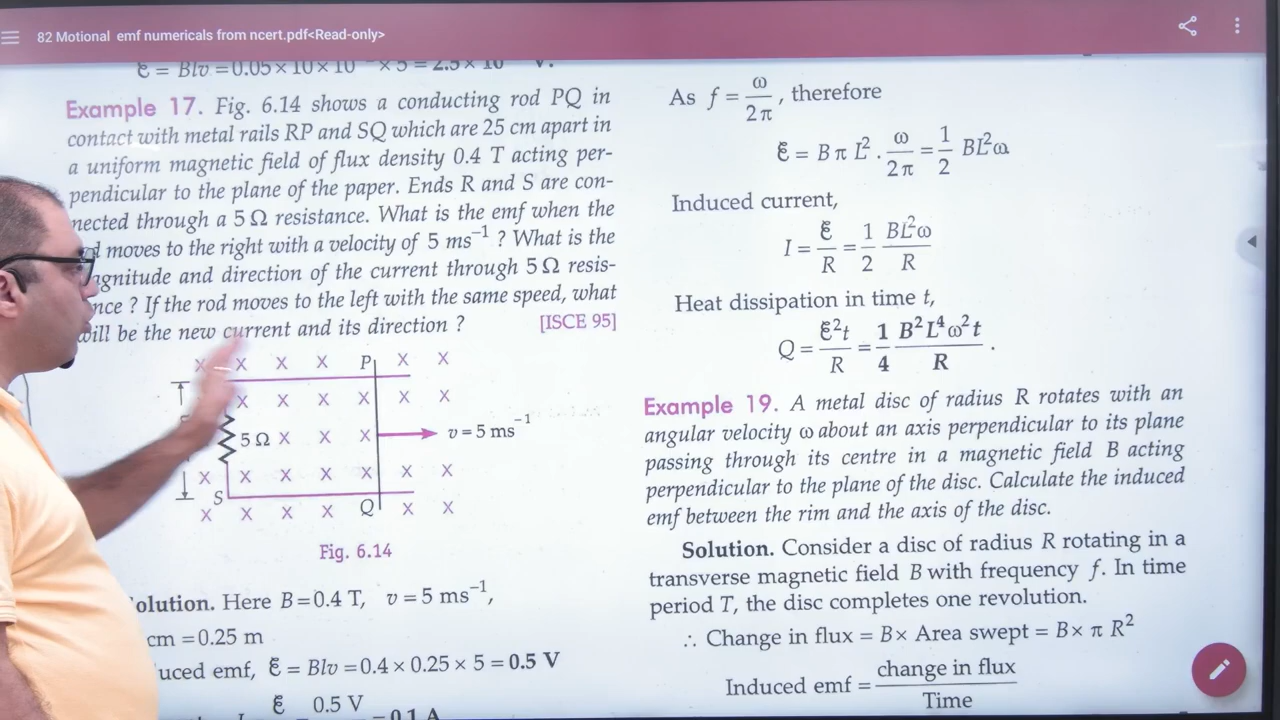 82 Motional emf numericals from ncert.pdf<Read-only>
ℰ = Blv = 0.05 × 10 × 10 × 5 = 2.5 × 10 V.
Example 17. Fig. 6.14 shows a conducting rod PQ in
contact with metal rails RP and SQ which are 25 cm apart in
a uniform magnetic field of flux density 0.4 T acting per-
pendicular to the plane of the paper. Ends R and S are con-
nected through a 5 Ω resistance. What is the emf when the
d moves to the right with a velocity of 5 ms⁻¹ ? What is the
agnitude and direction of the current through 5 Ω resis-
nce ? If the rod moves to the left with the same speed, what
will be the new current and its direction ? [ISCE 95]
x x x x P x x
x x x x x x
5 Ω x x x v = 5 ms⁻¹
x x x x x x x
S
x x x x Q x x
Fig. 6.14
olution. Here B = 0.4 T, v = 5 ms⁻¹,
cm = 0.25 m
uced emf, ℰ = Blv = 0.4 × 0.25 × 5 = 0.5 V
ℰ 0.5 V
= 0.1 A
As f = ω/2π, therefore
ℰ = B π L² . ω/2π = 1/2 BL²ω
Induced current,
I = ℰ/R = 1/2 BL²ω/R
Heat dissipation in time t,
Q = ℰ²t/R = 1/4 B²L⁴ω²t/R .
Example 19. A metal disc of radius R rotates with an
angular velocity ω about an axis perpendicular to its plane
passing through its centre in a magnetic field B acting
perpendicular to the plane of the disc. Calculate the induced
emf between the rim and the axis of the disc.
Solution. Consider a disc of radius R rotating in a
transverse magnetic field B with frequency f. In time
period T, the disc completes one revolution.
∴ Change in flux = B × Area swept = B × π R²
Induced emf = change in flux/Time